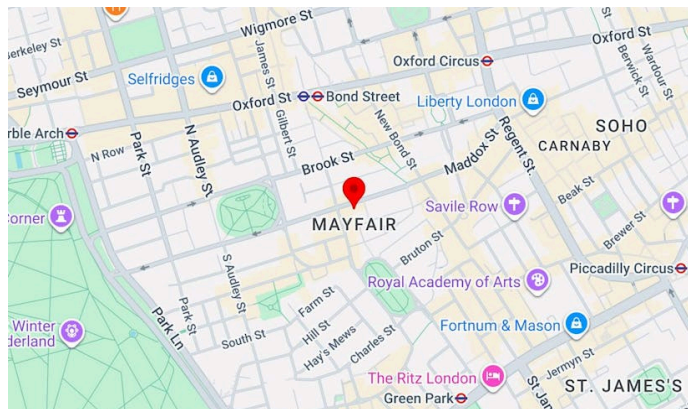 Wigmore St
Oxford St
Berkeley St
James St
Oxford Circus
Berwick St
Wardour St
Seymour St
Selfridges
Oxford St
Bond Street
Liberty London
SOHO
rble Arch
Park St
N Audley St
Gilbert St
New Bond St
Maddox St
Regent St.
CARNABY
N Row
Brook St
Beak St
Corner
MAYFAIR
Savile Row
Brewer St
Bruton St
S Audley St
Royal Academy of Arts
Piccadilly Circus
Park St
Farm St
Winter
derland
Park Ln
South St
Hill St
Hay's Mews
Charles St
Fortnum & Mason
Jermyn St
The Ritz London
St Jam
ST. JAMES'S
Green Park